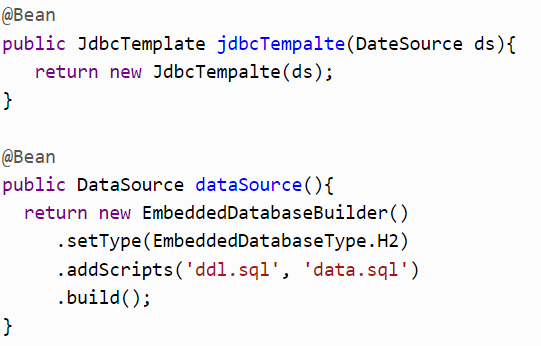 @Bean
public JdbcTemplate jdbcTempalte(DateSource ds){
   return new JdbcTempalte(ds);
}

@Bean
public DataSource dataSource(){
  return new EmbeddedDatabaseBuilder()
     .setType(EmbeddedDatabaseType.H2)
     .addScripts('ddl.sql', 'data.sql')
     .build();
}